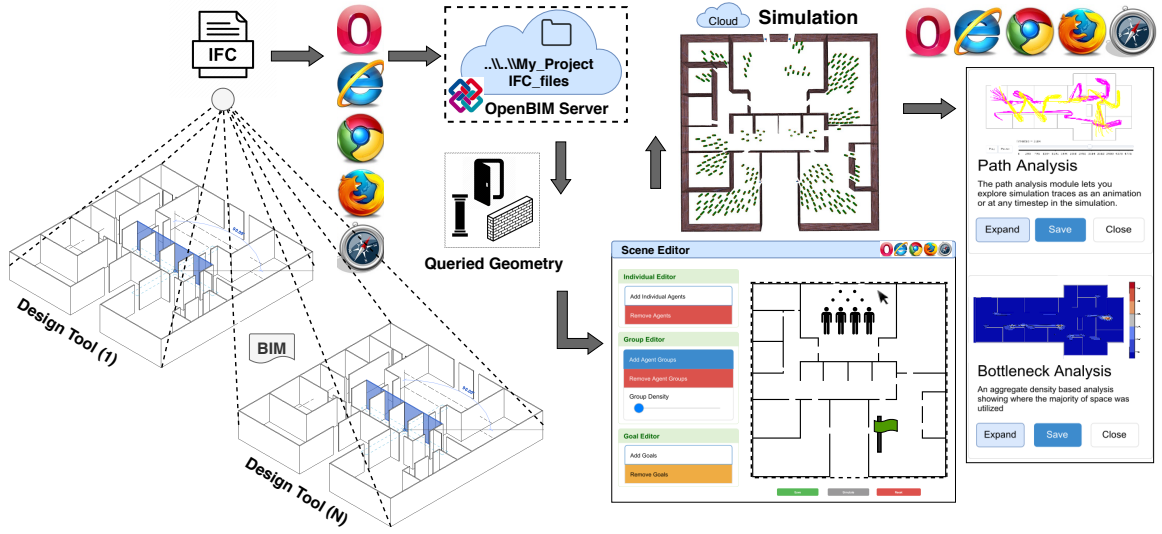 IFC
Design Tool (1)
BIM
Design Tool (N)
..\\..\\My_Project
IFC_files
OpenBIM Server
Queried Geometry
Cloud
Simulation
Scene Editor
Individual Editor
Add Individual Agents
Remove Agents
Group Editor
Add Agent Groups
Remove Agent Groups
Group Density
Goal Editor
Add Goals
Remove Goals
Path Analysis
The path analysis module lets you
explore simulation traces as an animation
or at any timestep in the simulation.
Expand
Save
Close
Bottleneck Analysis
An aggregate density based analysis
showing where the majority of space was
utilized
Expand
Save
Close